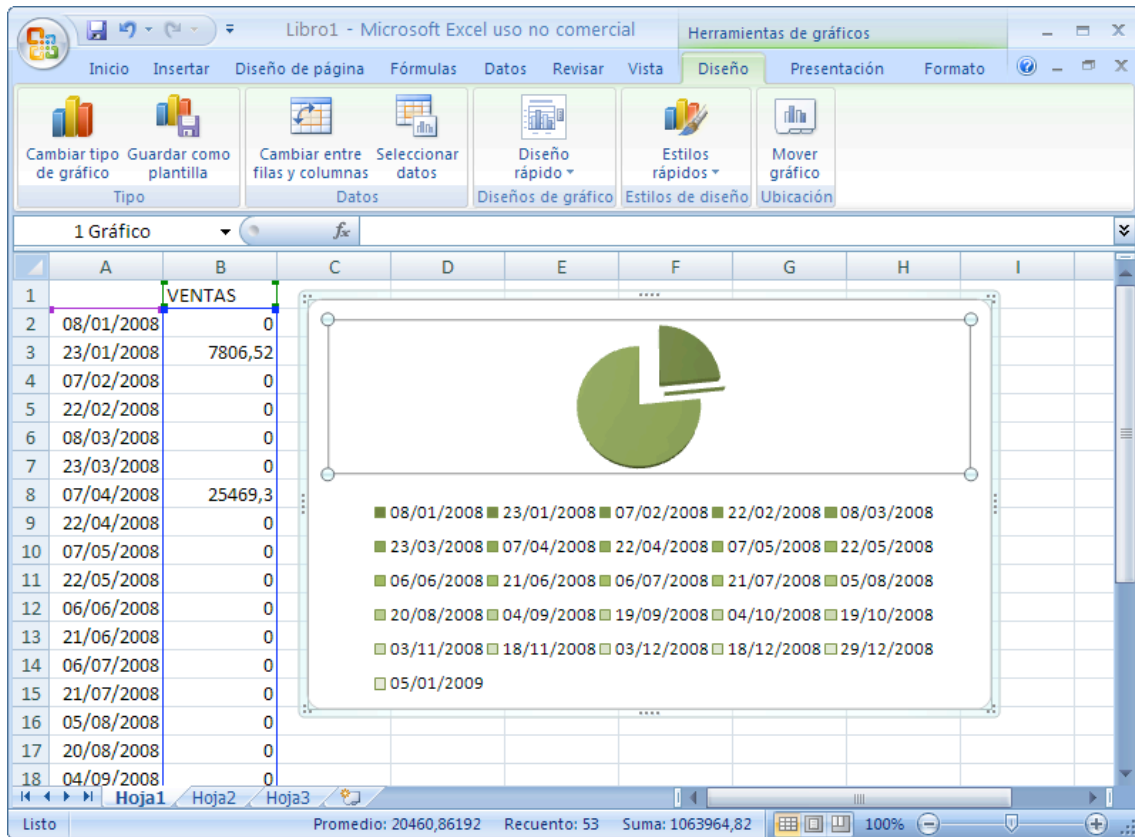 Libro1 - Microsoft Excel uso no comercial
Herramientas de gráficos
Inicio Insertar Diseño de página Fórmulas Datos Revisar Vista Diseño Presentación Formato
Cambiar tipo de gráfico
Guardar como plantilla
Cambiar entre filas y columnas
Seleccionar datos
Diseño rápido
Estilos rápidos
Mover gráfico
Tipo Datos Diseños de gráfico Estilos de diseño Ubicación
1 Gráfico fx
A B C D E F G H I
1 VENTAS
2 08/01/2008 0
3 23/01/2008 7806,52
4 07/02/2008 0
5 22/02/2008 0
6 08/03/2008 0
7 23/03/2008 0
8 07/04/2008 25469,3
9 22/04/2008 0
10 07/05/2008 0
11 22/05/2008 0
12 06/06/2008 0
13 21/06/2008 0
14 06/07/2008 0
15 21/07/2008 0
16 05/08/2008 0
17 20/08/2008 0
18 04/09/2008 0
08/01/2008 23/01/2008 07/02/2008 22/02/2008 08/03/2008
23/03/2008 07/04/2008 22/04/2008 07/05/2008 22/05/2008
06/06/2008 21/06/2008 06/07/2008 21/07/2008 05/08/2008
20/08/2008 04/09/2008 19/09/2008 04/10/2008 19/10/2008
03/11/2008 18/11/2008 03/12/2008 18/12/2008 29/12/2008
05/01/2009
Hoja1 Hoja2 Hoja3
Listo Promedio: 20460,86192 Recuento: 53 Suma: 1063964,82 100%